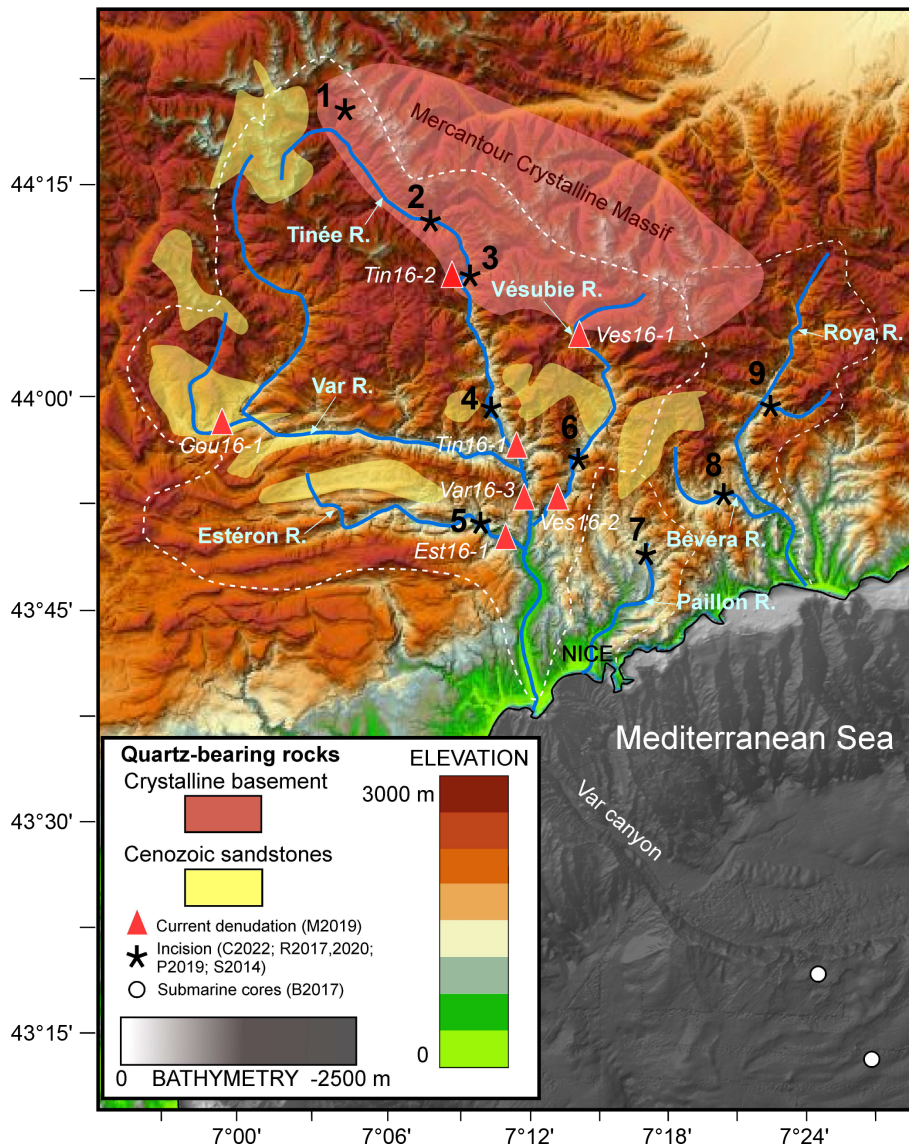 1
Mercantour Crystalline Massif
44°15'
2
Tinée R.
3
Tin16-2
Vésubie R.
Ves16-1
Roya R.
44°00'
9
4
Var R.
6
Cou16-1
Tin16-1
8
Var16-3
Ves16-2
5
7
Estéron R.
Est16-1
Bévéra R.
43°45'
Paillon R.
NICE
Mediterranean Sea
Var canyon
Quartz-bearing rocks
Crystalline basement
Cenozoic sandstones
Current denudation (M2019)
Incision (C2022; R2017,2020;
P2019; S2014)
Submarine cores (B2017)
0 BATHYMETRY -2500 m
ELEVATION
3000 m
0
43°30'
43°15'
7°00' 7°06' 7°12' 7°18' 7°24'